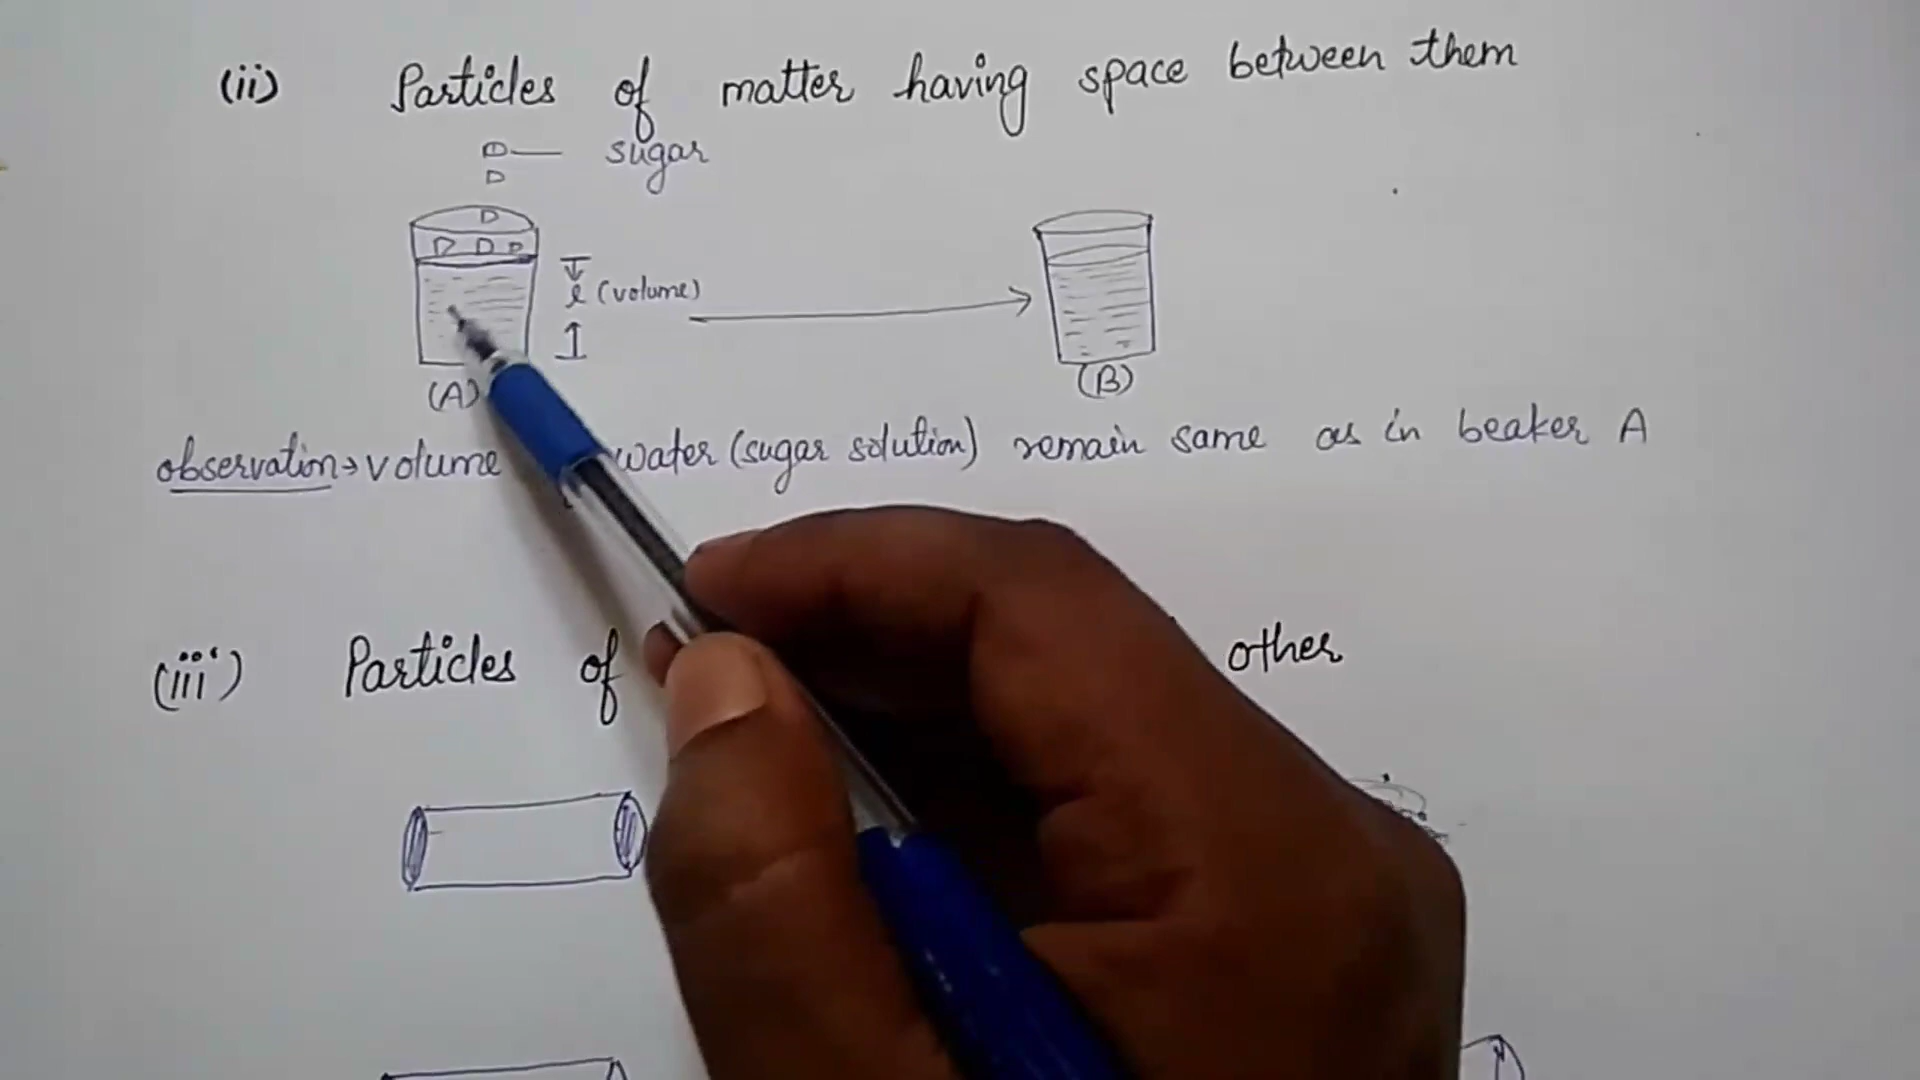 (ii) Particles of matter having space between them
sugar
l (volume)
(A)
(B)
observation→volume water (sugar solution) remain same as in beaker A
(iii) Particles of other